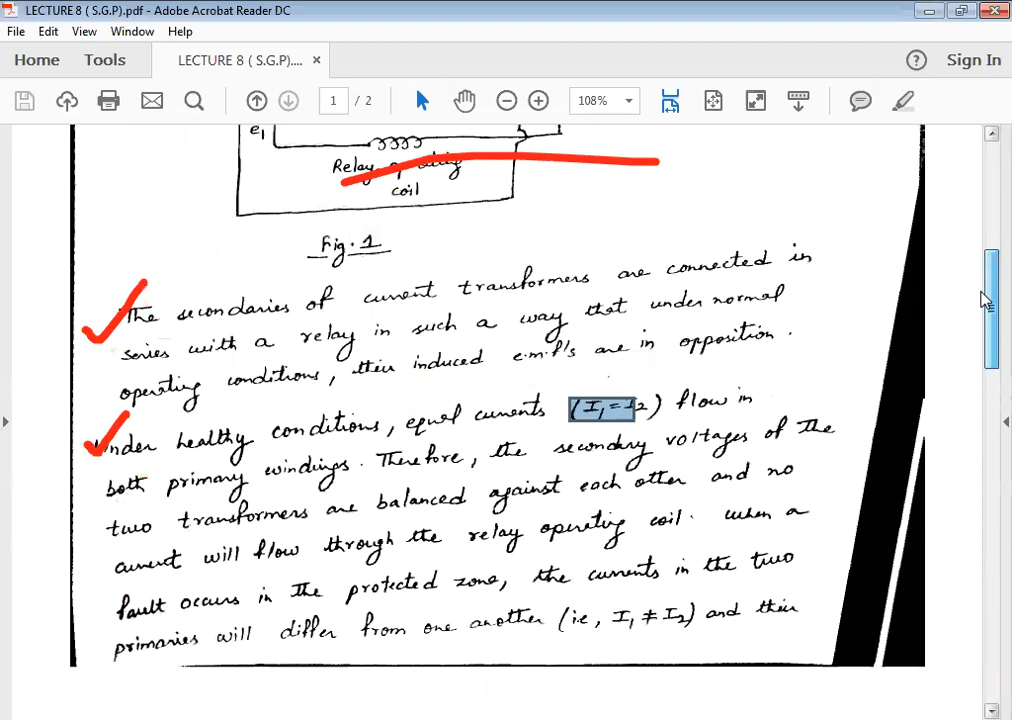 LECTURE 8 ( S.G.P).pdf - Adobe Acrobat Reader DC
File Edit View Window Help
Home Tools LECTURE 8 ( S.G.P).... × Sign In
1 / 2 108%
e1
Relay operating
coil
Fig. 1
The secondaries of current transformers are connected in
series with a relay in such a way that under normal
operating conditions, their induced e.m.f's are in opposition.
Under healthy conditions, equal currents (I1 = I2) flow in
both primary windings. Therefore, the secondary voltages of the
two transformers are balanced against each other and no
current will flow through the relay operating coil. When a
fault occurs in the protected zone, the currents in the two
primaries will differ from one another (i.e, I1 ≠ I2) and their